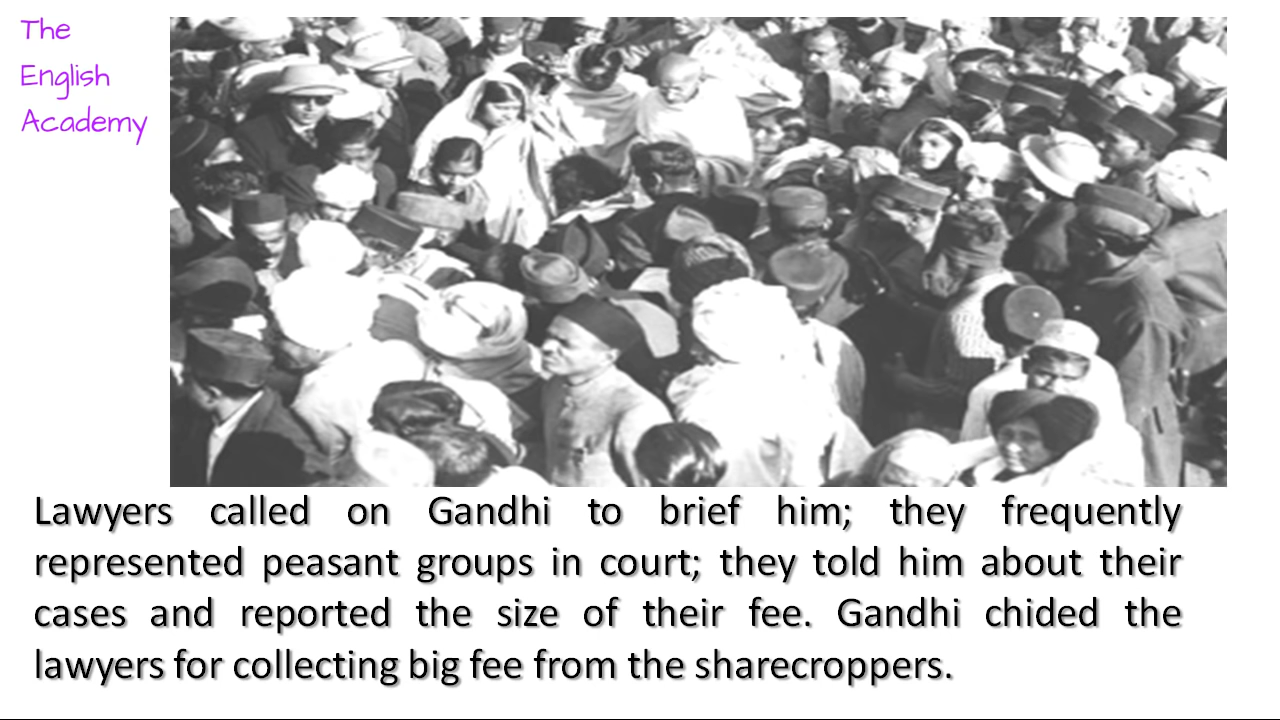 The
English
Academy
Lawyers called on Gandhi to brief him; they frequently
represented peasant groups in court; they told him about their
cases and reported the size of their fee. Gandhi chided the
lawyers for collecting big fee from the sharecroppers.